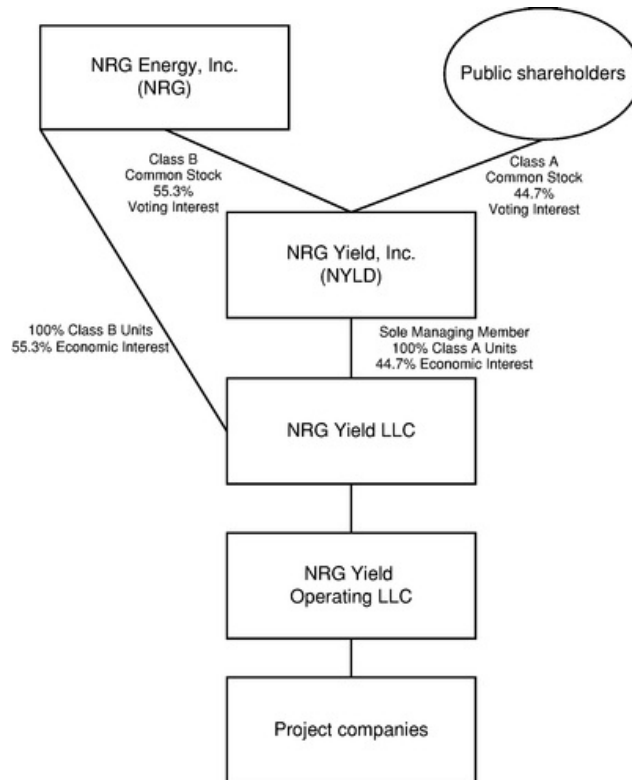 NRG Energy, Inc.
(NRG)
Public shareholders
Class B
Common Stock
55.3%
Voting Interest
Class A
Common Stock
44.7%
Voting Interest
NRG Yield, Inc.
(NYLD)
100% Class B Units
55.3% Economic Interest
Sole Managing Member
100% Class A Units
44.7% Economic Interest
NRG Yield LLC
NRG Yield
Operating LLC
Project companies